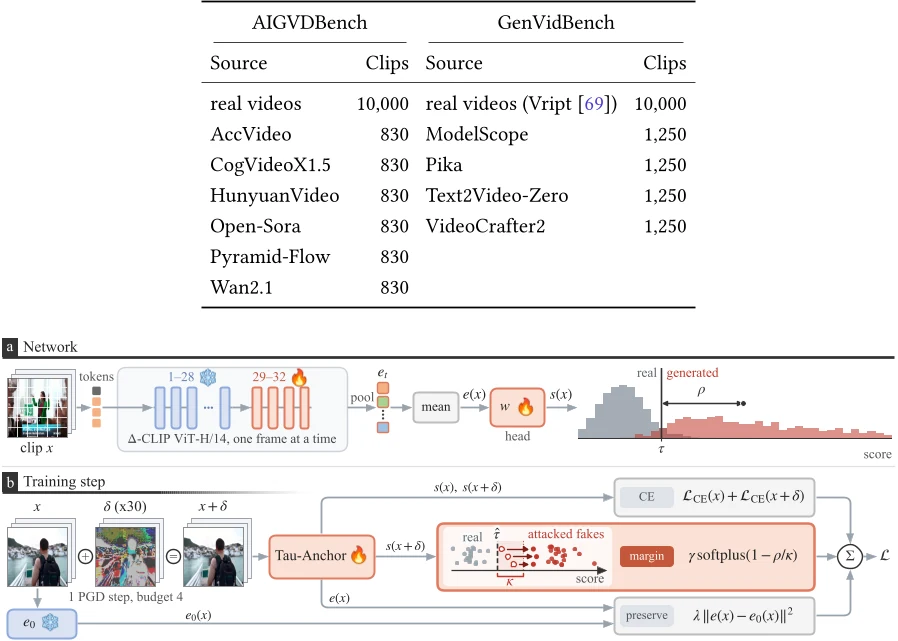 AIGVDBench GenVidBench
Source Clips Source Clips
real videos 10,000 real videos (Vript [69]) 10,000
AccVideo 830 ModelScope 1,250
CogVideoX1.5 830 Pika 1,250
HunyuanVideo 830 Text2Video-Zero 1,250
Open-Sora 830 VideoCrafter2 1,250
Pyramid-Flow 830
Wan2.1 830
a Network
tokens
1–28
29–32
Δ-CLIP ViT-H/14, one frame at a time
clip x
pool
e_t
mean
e(x)
w
head
s(x)
real generated
ρ
τ
score
b Training step
x
δ (x30)
x + δ
+
=
1 PGD step, budget 4
e₀
e₀(x)
Tau-Anchor
s(x), s(x+δ)
s(x+δ)
e(x)
CE ℒ_CE(x) + ℒ_CE(x+δ)
real τ̂ attacked fakes
κ
score
margin γ softplus(1 − ρ/κ)
preserve λ‖e(x) − e₀(x)‖²
Σ
ℒ